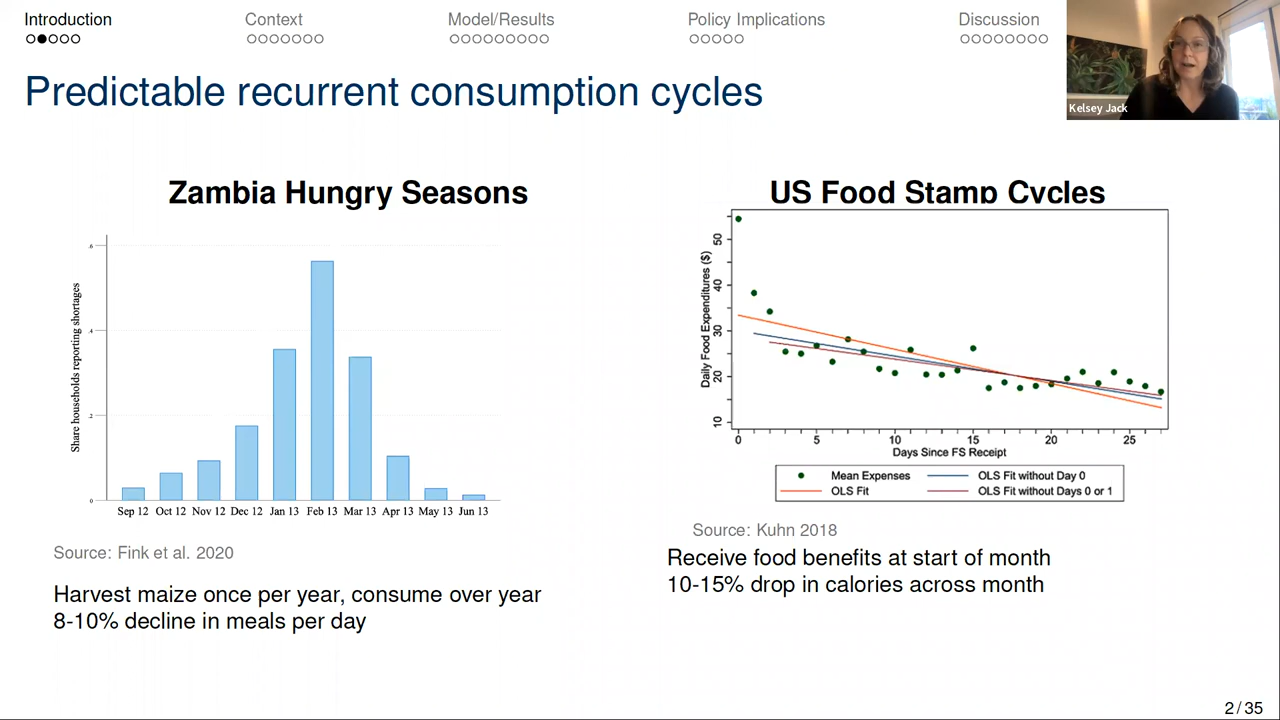 Introduction
Context
Model/Results
Policy Implications
Discussion
Kelsey Jack
Predictable recurrent consumption cycles
Zambia Hungry Seasons
Share households reporting shortages
.6
.4
.2
0
Sep 12 Oct 12 Nov 12 Dec 12 Jan 13 Feb 13 Mar 13 Apr 13 May 13 Jun 13
Source: Fink et al. 2020
Harvest maize once per year, consume over year
8-10% decline in meals per day
US Food Stamp Cycles
Daily Food Expenditures ($)
50
40
30
20
10
0 5 10 15 20 25
Days Since FS Receipt
Mean Expenses OLS Fit without Day 0
OLS Fit OLS Fit without Days 0 or 1
Source: Kuhn 2018
Receive food benefits at start of month
10-15% drop in calories across month
2 / 35